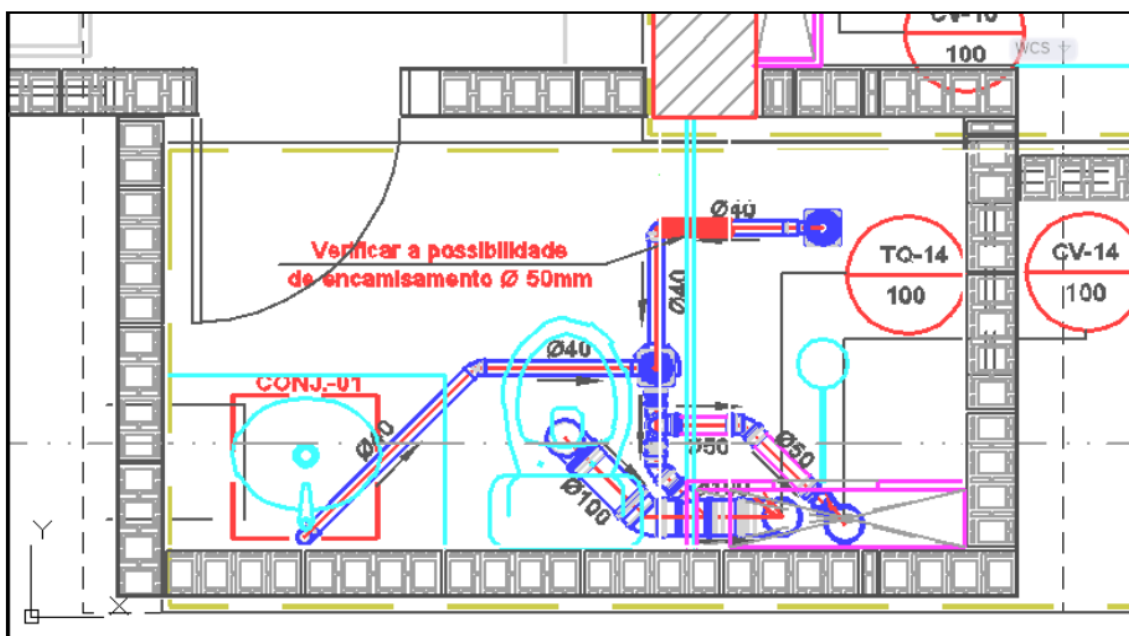 CV-10
100
WCS
Ø40
Verificar a possibilidade
de encamisamento Ø 50mm
Ø40
TQ-14
100
CV-14
100
Ø40
CONJ.-01
Ø40
Ø50
Ø50
Ø100
Y
X